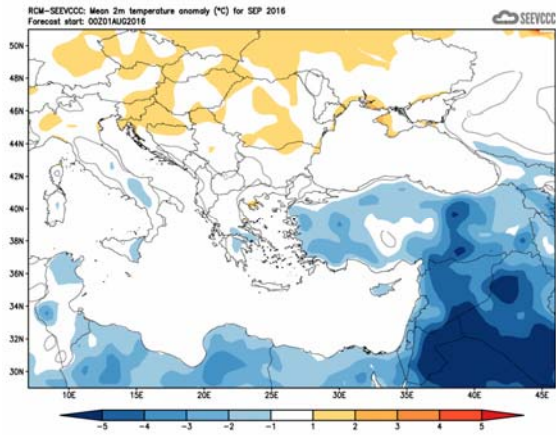 RCM-SEEVCCC: Mean 2m temperature anomaly (°C) for SEP 2016
Forecast start: 00Z01AUG2016
SEEVCCC
50N
48N
46N
44N
42N
40N
38N
36N
34N
32N
30N
10E 15E 20E 25E 30E 35E 40E 45E
-5 -4 -3 -2 -1 1 2 3 4 5